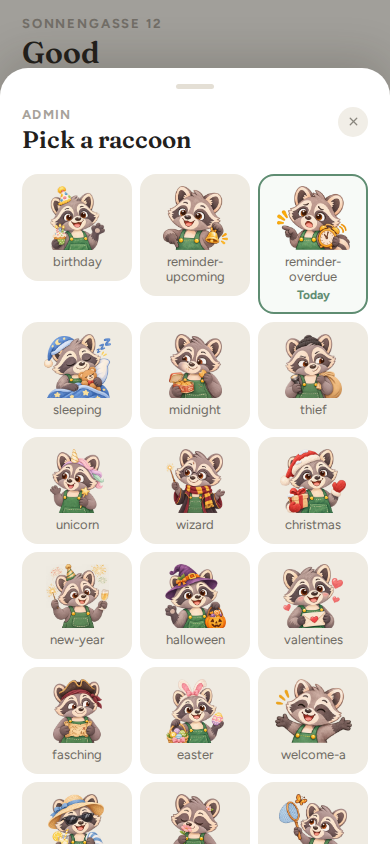 SONNENGASSE 12
Good
ADMIN
Pick a raccoon
birthday
reminder-
upcoming
reminder-
overdue
Today
sleeping
midnight
thief
unicorn
wizard
christmas
new-year
halloween
valentines
fasching
easter
welcome-a